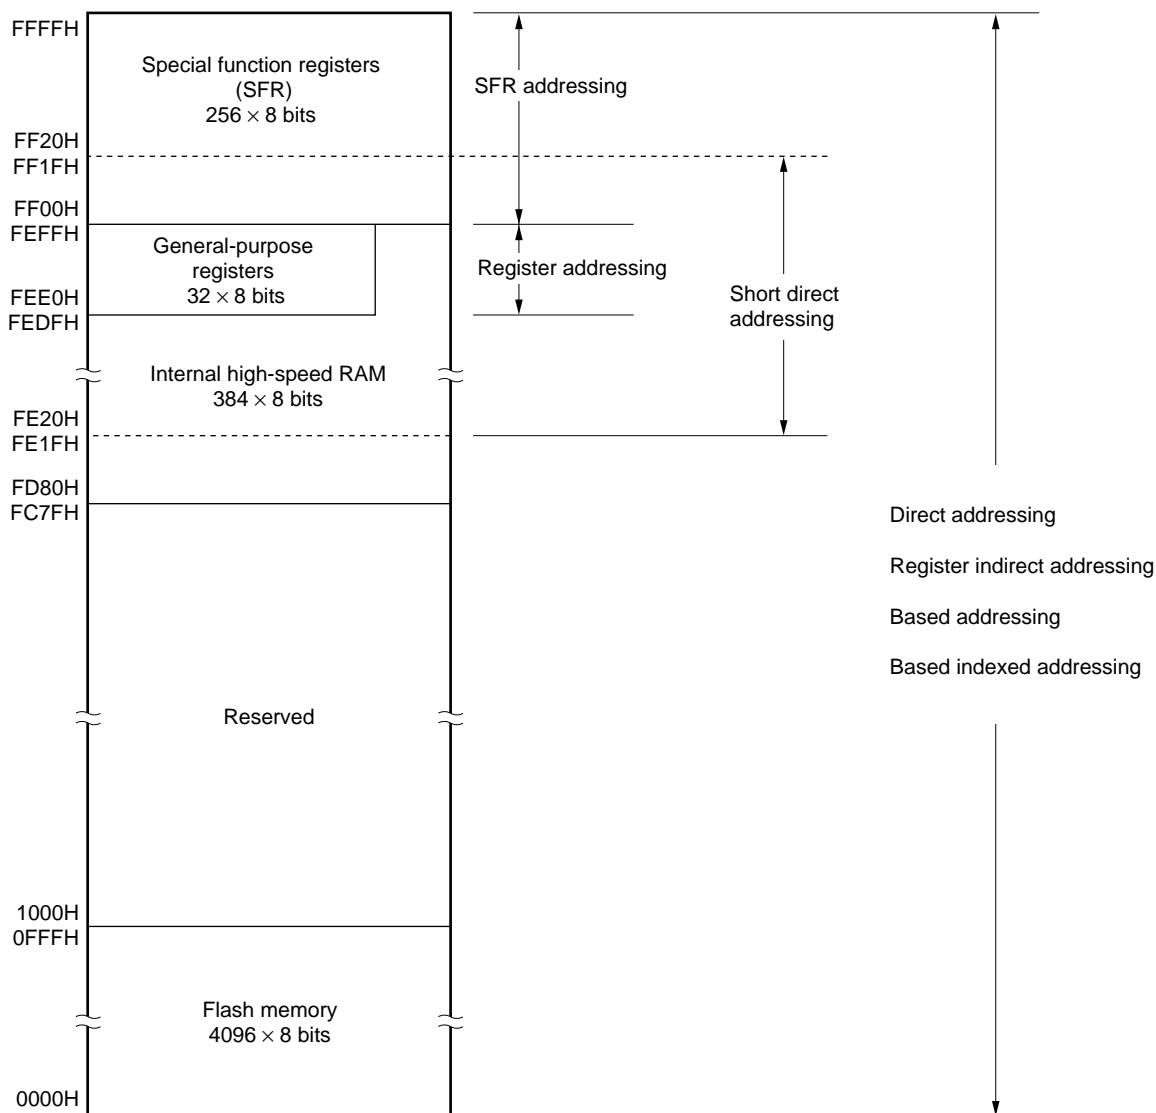 FFFFH
Special function registers
(SFR)
256 × 8 bits
SFR addressing
FF20H
FF1FH
FF00H
FEFFH
General-purpose
registers
32 × 8 bits
Register addressing
FEE0H
FEDFH
Short direct
addressing
Internal high-speed RAM
384 × 8 bits
FE20H
FE1FH
FD80H
FC7FH
Direct addressing
Register indirect addressing
Based addressing
Based indexed addressing
Reserved
1000H
0FFFH
Flash memory
4096 × 8 bits
0000H